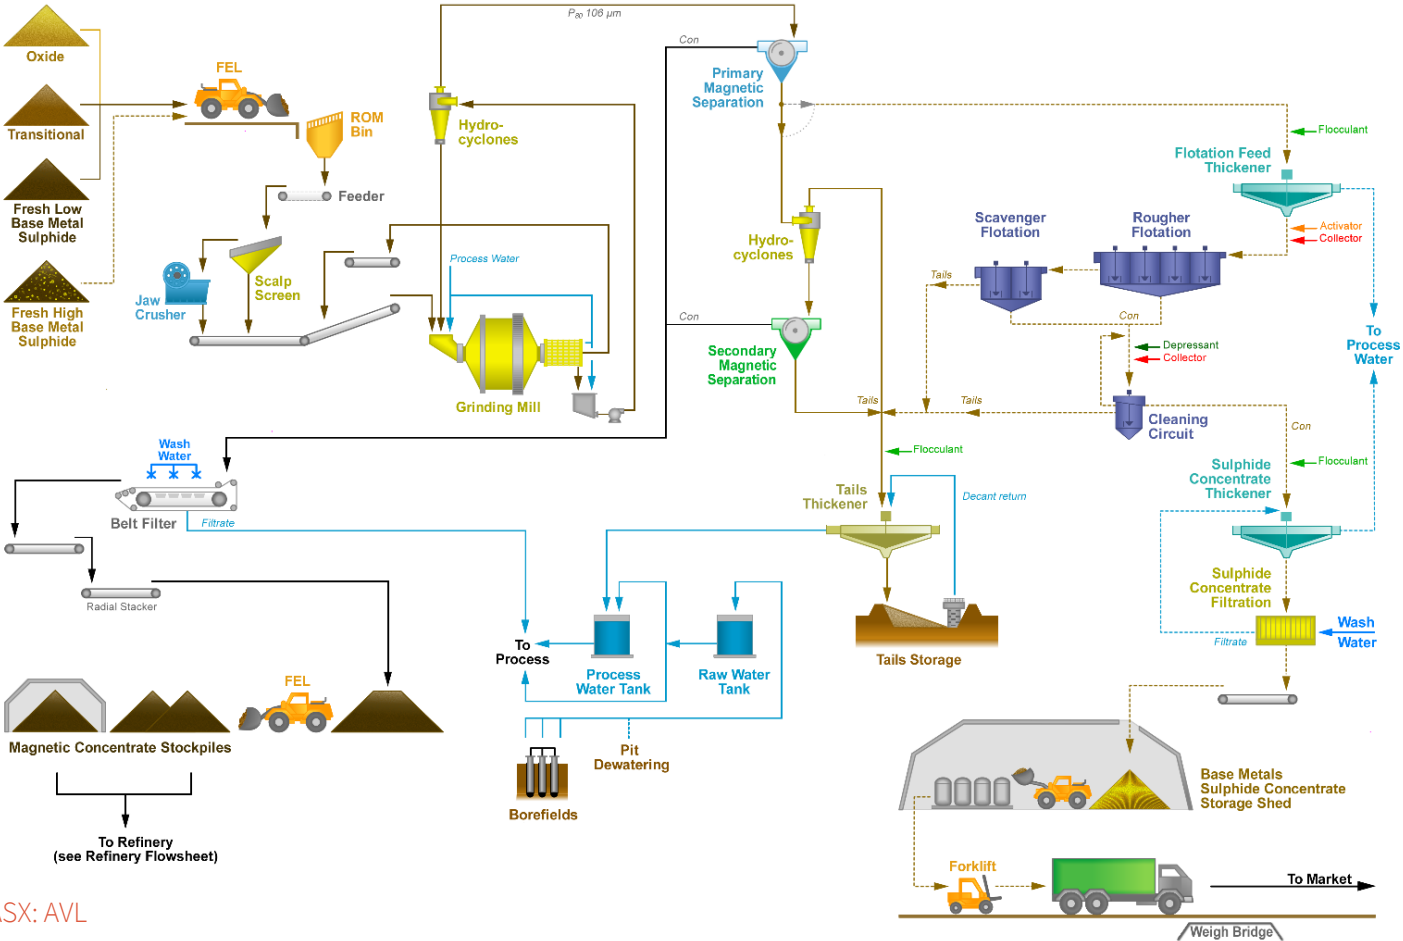 Oxide
Transitional
Fresh Low
Base Metal
Sulphide
Fresh High
Base Metal
Sulphide
FEL
ROM
Bin
Feeder
Scalp
Screen
Jaw
Crusher
Hydro-
cyclones
P80 106 µm
Process Water
Grinding Mill
Con
Primary
Magnetic
Separation
Hydro-
cyclones
Con
Secondary
Magnetic
Separation
Flocculant
Flotation Feed
Thickener
Activator
Collector
Scavenger
Flotation
Rougher
Flotation
Tails
Con
Depressant
Collector
To
Process
Water
Tails
Tails
Cleaning
Circuit
Con
Flocculant
Flocculant
Sulphide
Concentrate
Thickener
Wash
Water
Belt Filter
Filtrate
Radial Stacker
Tails
Thickener
Decant return
Tails Storage
Sulphide
Concentrate
Filtration
Filtrate
Wash
Water
To
Process
Process
Water Tank
Raw Water
Tank
Pit
Dewatering
Borefields
FEL
Magnetic Concentrate Stockpiles
To Refinery
(see Refinery Flowsheet)
Base Metals
Sulphide Concentrate
Storage Shed
Forklift
To Market
Weigh Bridge
ASX: AVL